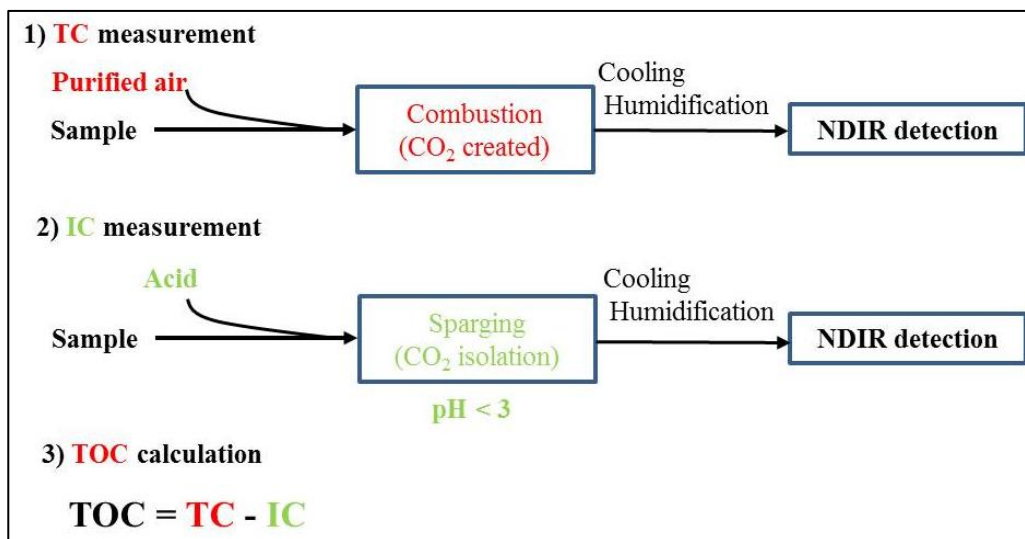 1) TC measurement
Purified air
Sample
Combustion
(CO₂ created)
Cooling
Humidification
NDIR detection
2) IC measurement
Acid
Sample
Sparging
(CO₂ isolation)
pH < 3
Cooling
Humidification
NDIR detection
3) TOC calculation
TOC = TC - IC